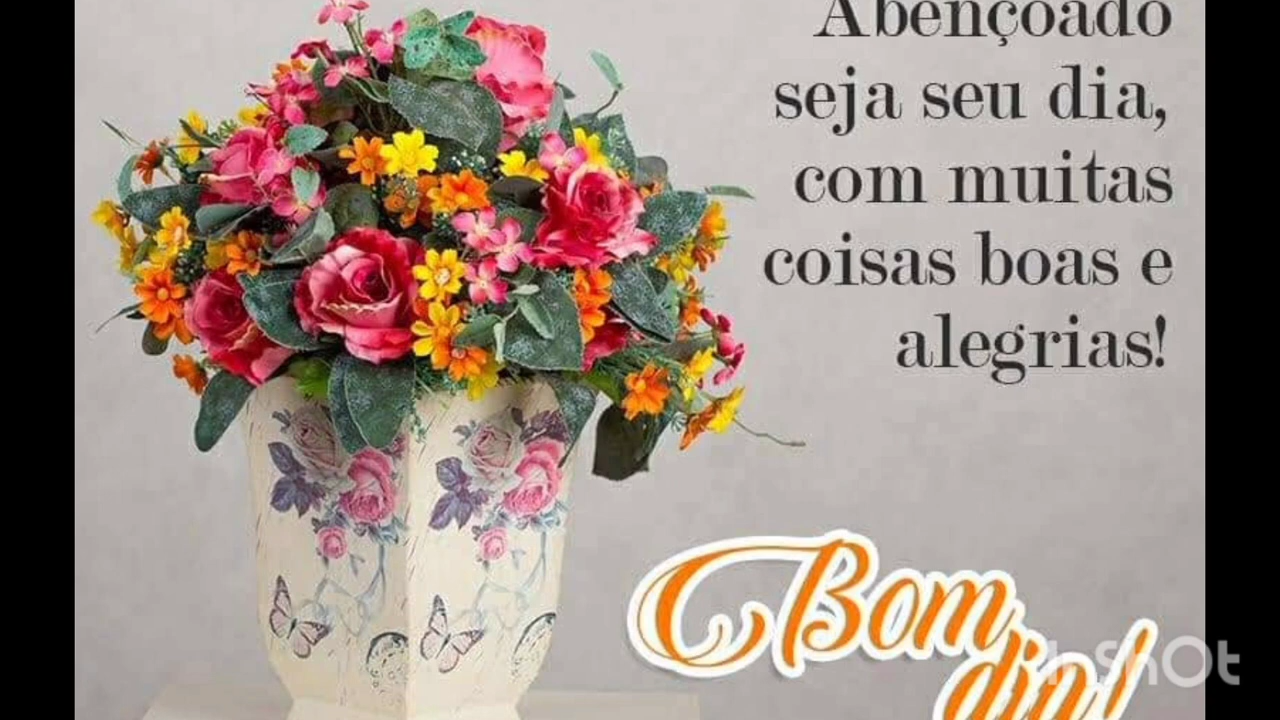 Abençoado
seja seu dia,
com muitas
coisas boas e
alegrias!
Bom
dia!